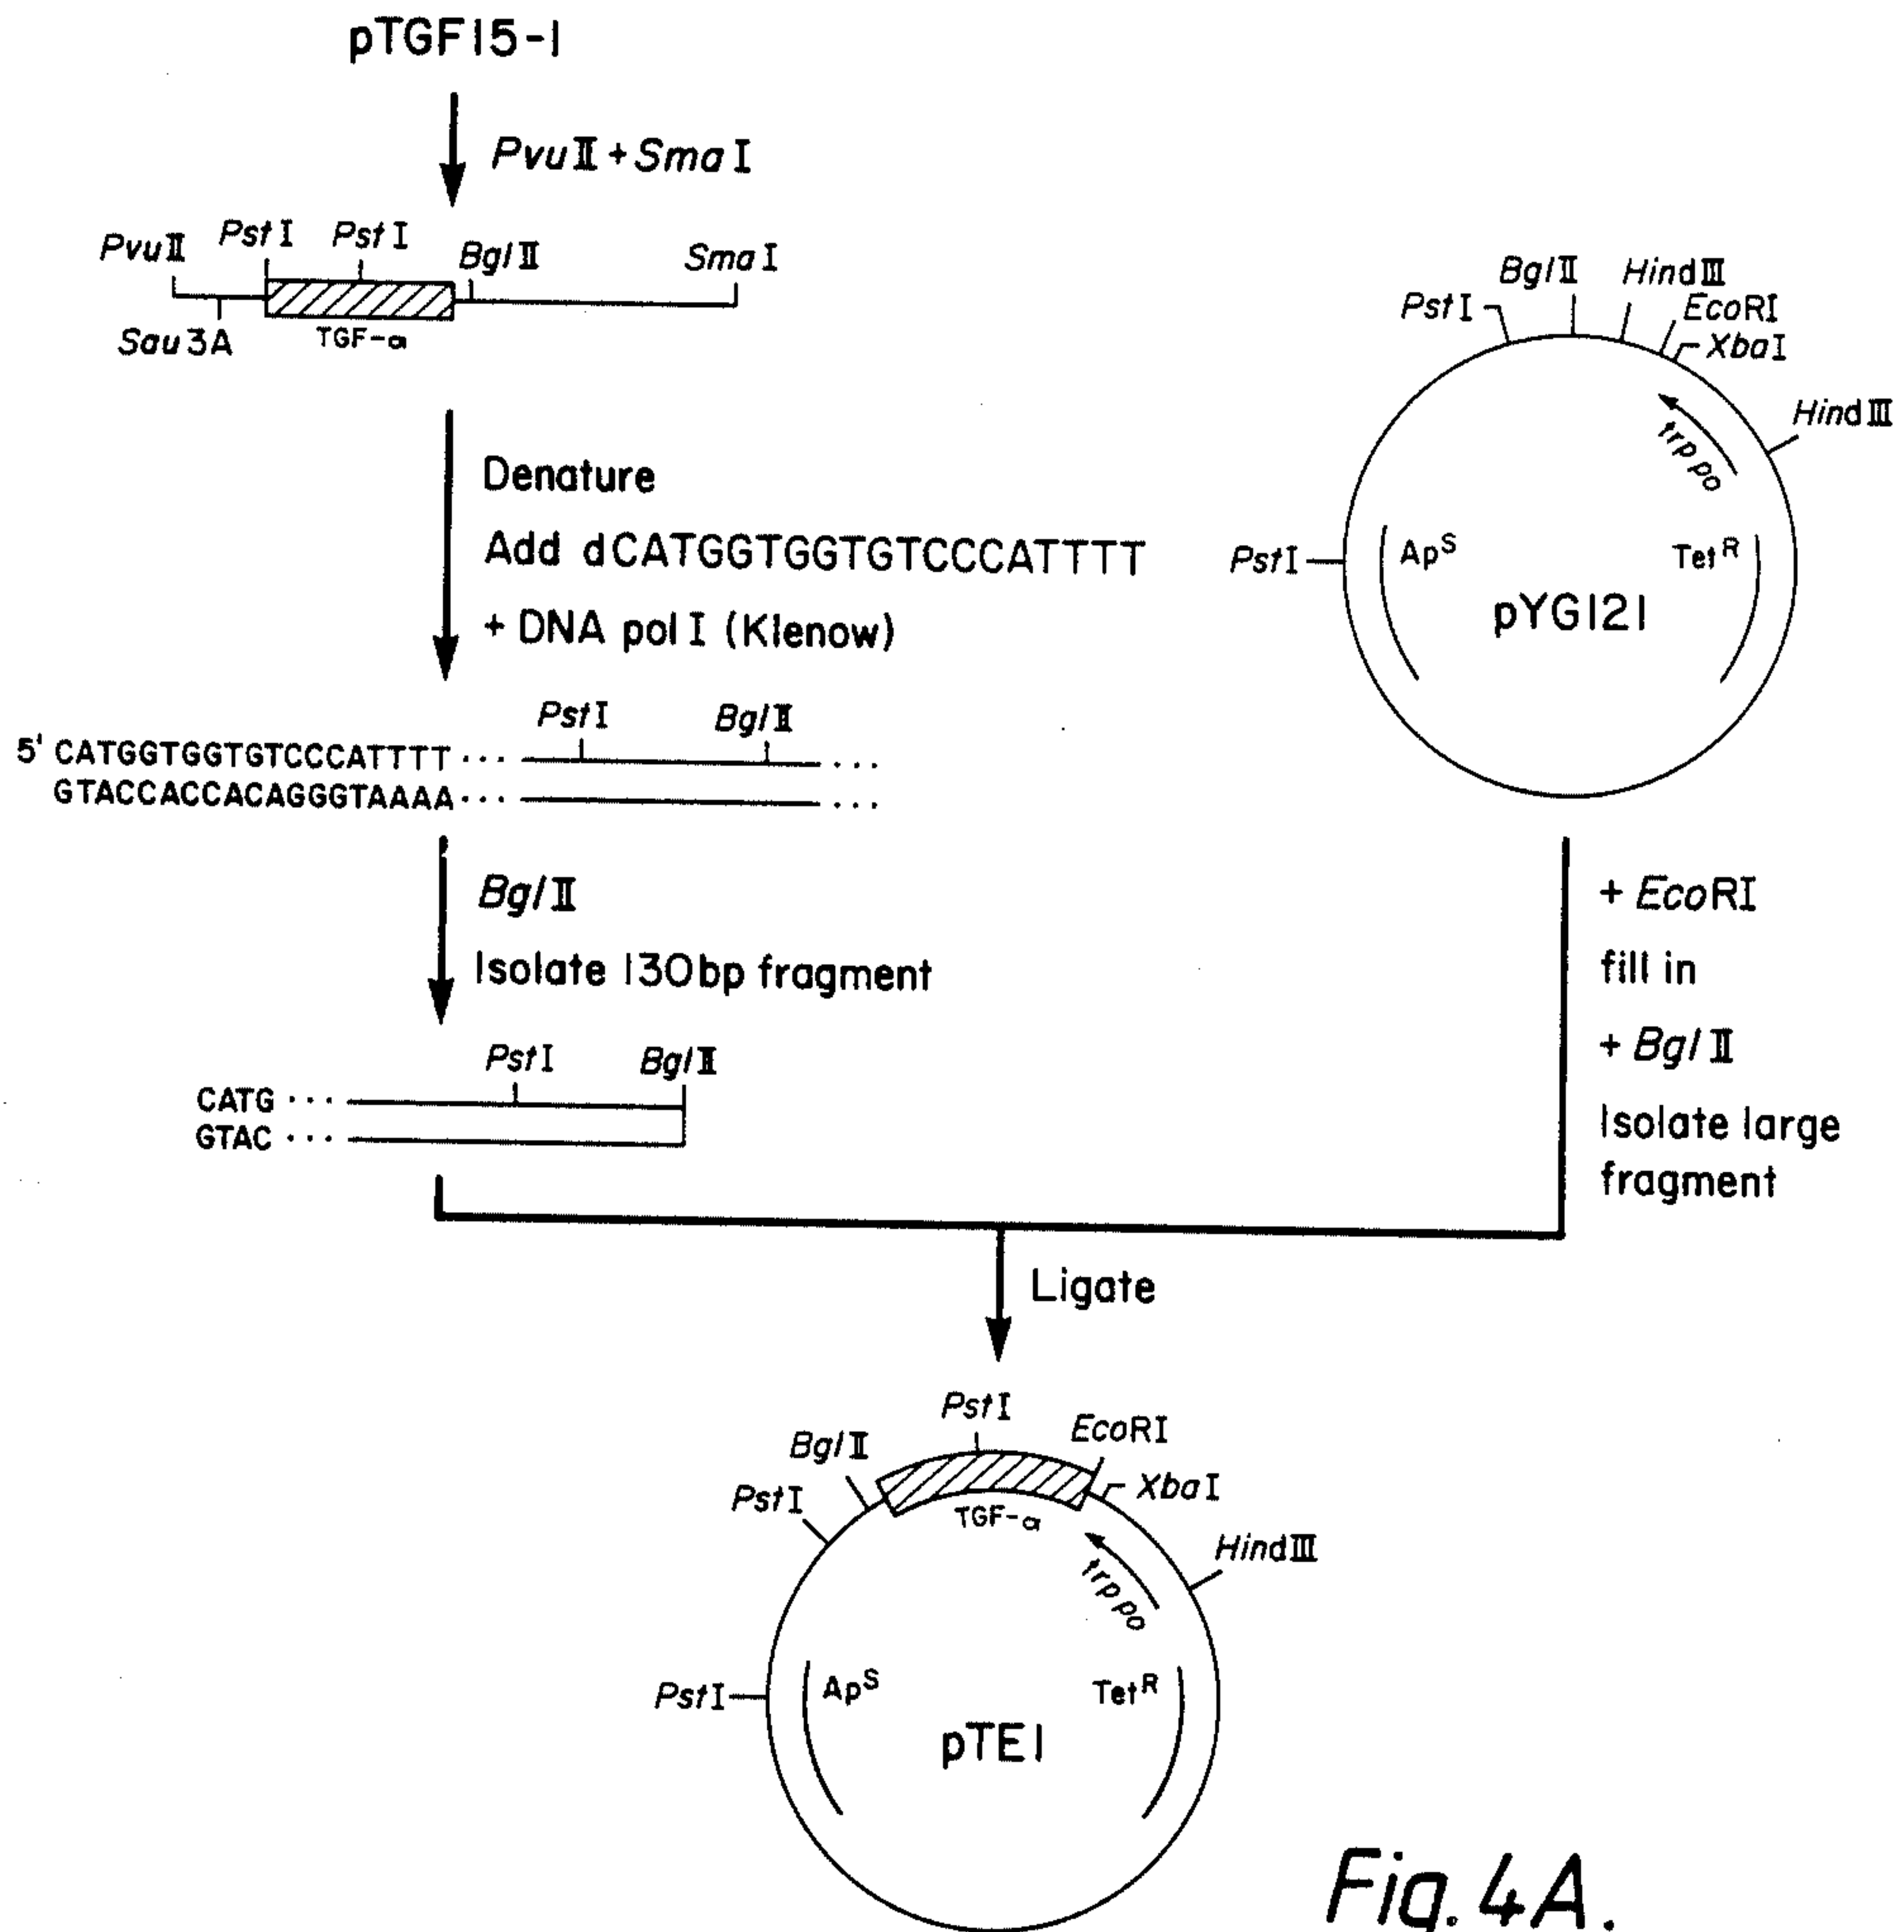 pTGF15-1
PvuII + SmaI
PvuII
PstI
PstI
BglII
SmaI
Sau3A
TGF-α
Denature
Add dCATGGTGGTGTCCCATTTT
+ DNA pol I (Klenow)
PstI
BglII
HindIII
EcoRI
XbaI
HindIII
trp po
PstI
Ap^S
Tet^R
pYG121
PstI
BglII
5' CATGGTGGTGTCCCATTTT ...
...
GTACCACCACAGGGTAAAA ...
...
BglII
Isolate 130bp fragment
+ EcoRI
fill in
+ BglII
Isolate large
fragment
PstI
BglII
CATG ...
GTAC ...
Ligate
PstI
BglII
EcoRI
PstI
XbaI
TGF-α
HindIII
trp po
PstI
Ap^S
Tet^R
pTE1
Fig. 4A.